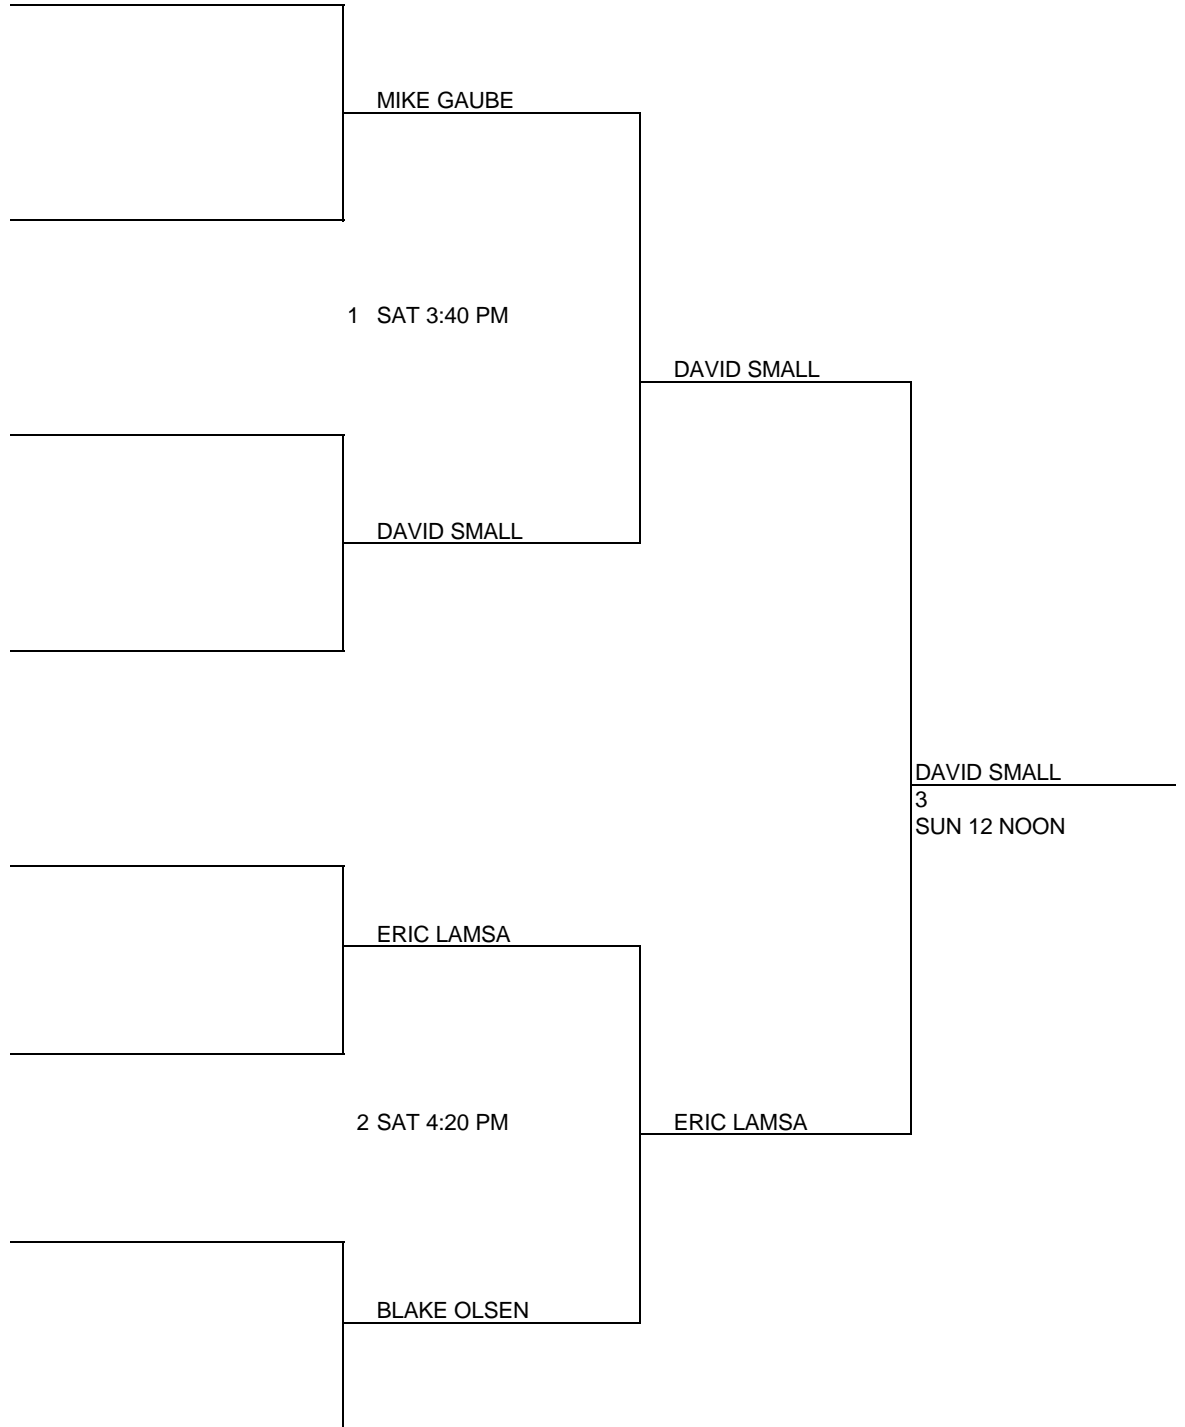 MIKE GAUBE
1 SAT 3:40 PM
DAVID SMALL
DAVID SMALL
DAVID SMALL
3
SUN 12 NOON
ERIC LAMSA
2 SAT 4:20 PM
ERIC LAMSA
BLAKE OLSEN